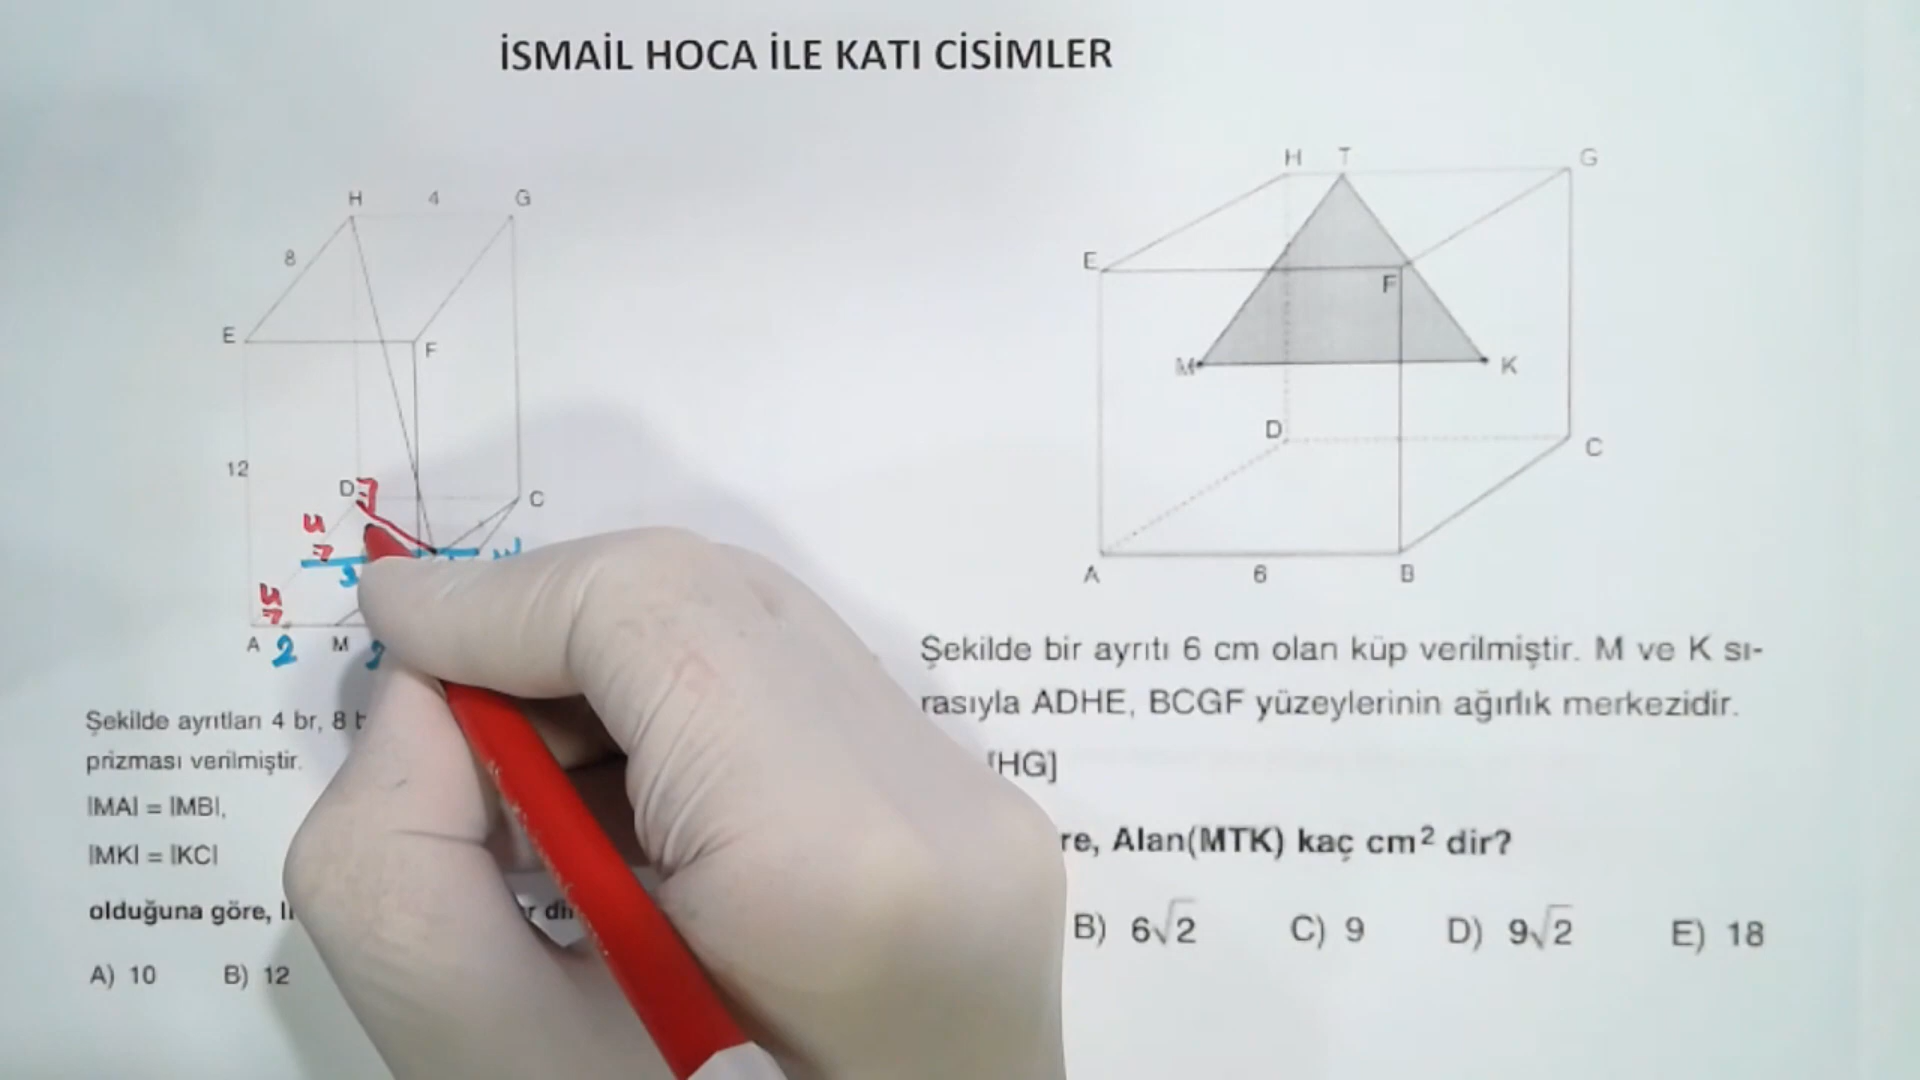 İSMAİL HOCA İLE KATI CİSİMLER
H 4 G
8
E
F
12
D
C
A 2 M
3
Şekilde ayrıtları 4 br, 8 b
prizması verilmiştir.
|MA| = |MB|,
|MK| = |KC|
olduğuna göre,
A) 10 B) 12
H T G
E
F
M K
D
C
A 6 B
Şekilde bir ayrıtı 6 cm olan küp verilmiştir. M ve K sı-
rasıyla ADHE, BCGF yüzeylerinin ağırlık merkezidir.
[HG]
re, Alan(MTK) kaç cm² dir?
B) 6√2 C) 9 D) 9√2 E) 18